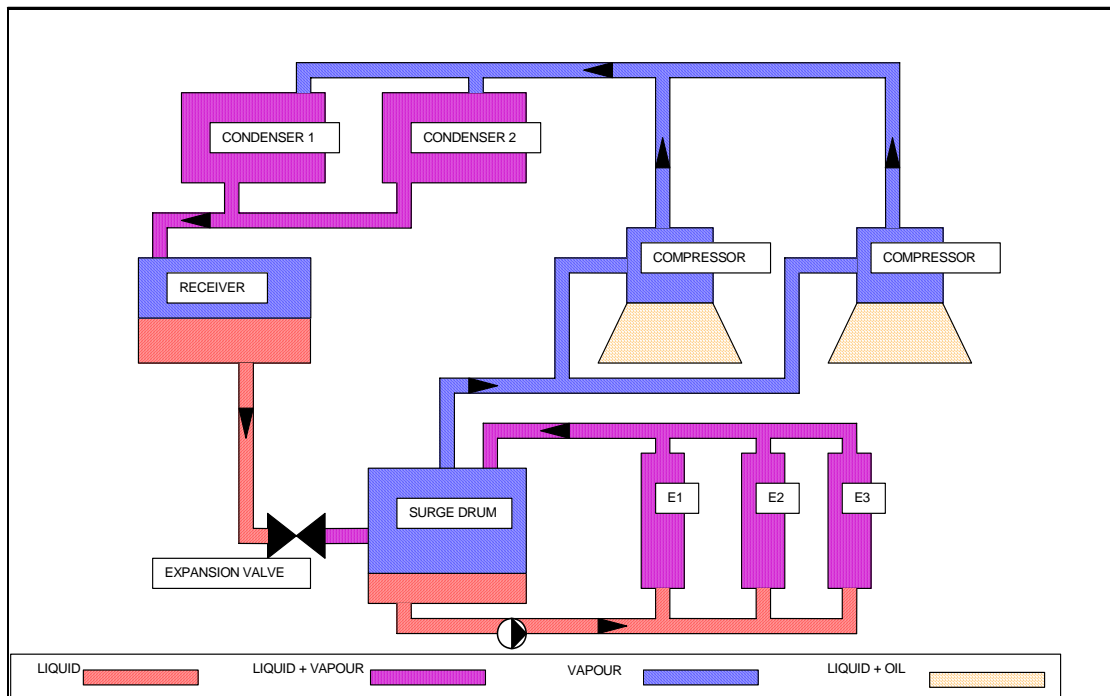 CONDENSER 1
CONDENSER 2
COMPRESSOR
COMPRESSOR
RECEIVER
E1
E2
E3
SURGE DRUM
EXPANSION VALVE
LIQUID
LIQUID + VAPOUR
VAPOUR
LIQUID + OIL